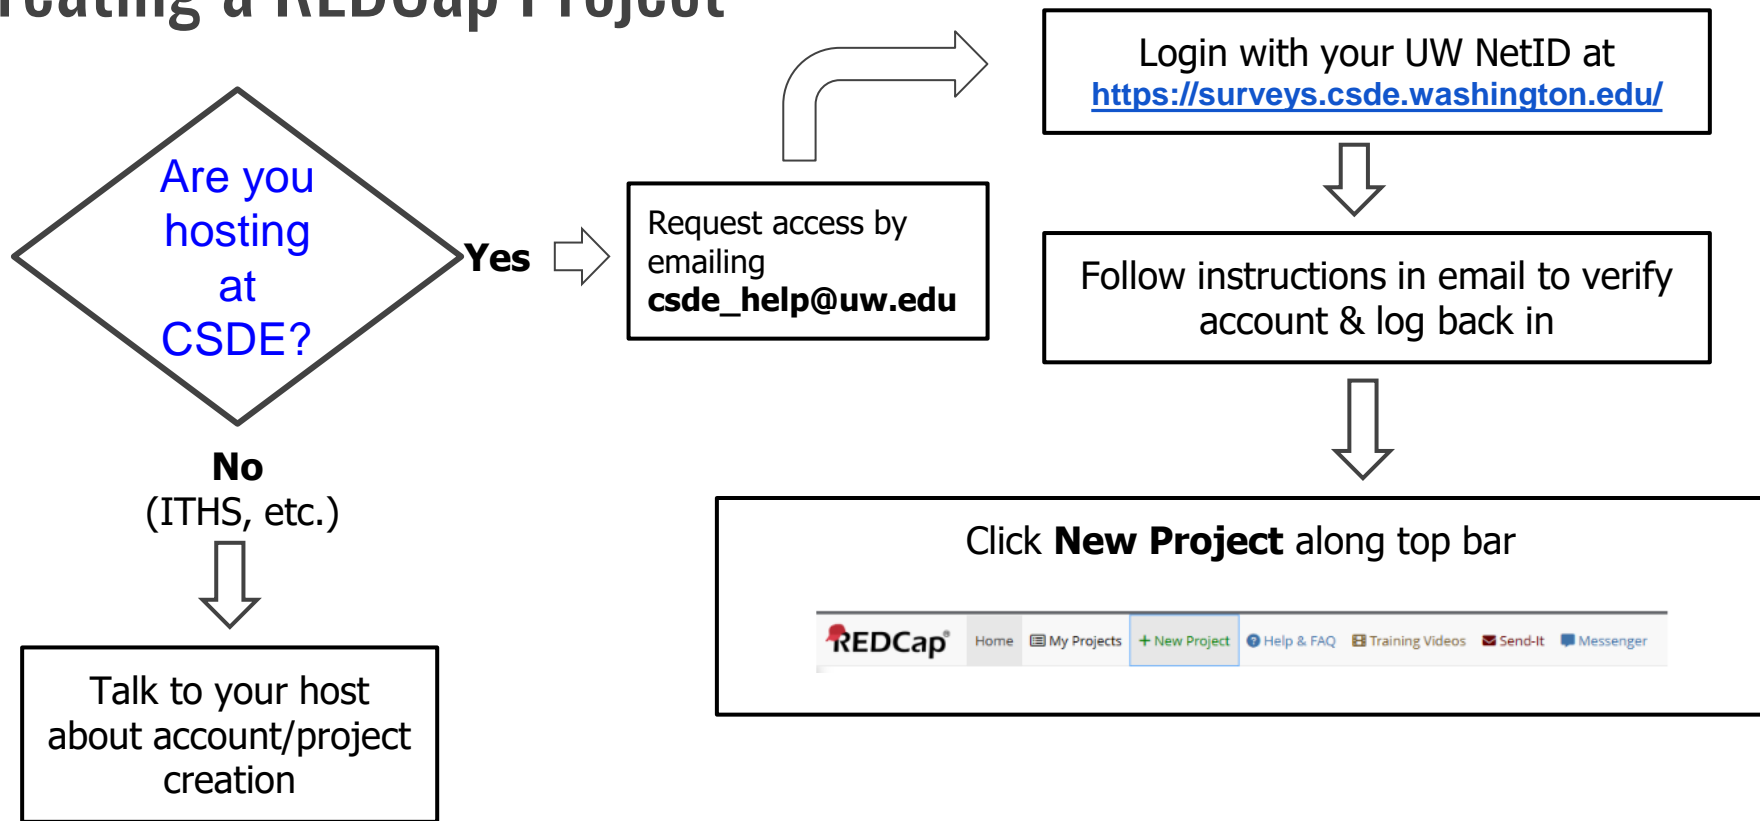 reating a REDCap Project
Are you
hosting
at
CSDE?
Yes
Request access by
emailing
csde_help@uw.edu
Login with your UW NetID at
https://surveys.csde.washington.edu/
Follow instructions in email to verify
account & log back in
Click New Project along top bar
REDCap® Home My Projects + New Project Help & FAQ Training Videos Send-It Messenger
No
(ITHS, etc.)
Talk to your host
about account/project
creation